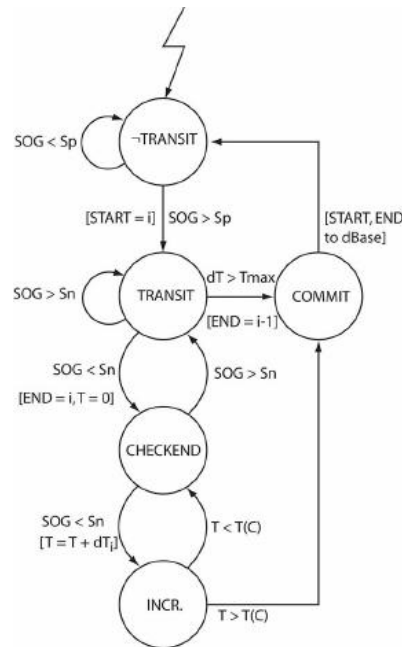 SOG < Sp
¬TRANSIT
[START = i]
SOG > Sp
[START, END
to dBase]
SOG > Sn
TRANSIT
dT > Tmax
[END = i-1]
COMMIT
SOG < Sn
[END = i, T = 0]
SOG > Sn
CHECKEND
SOG < Sn
[T = T + dTi]
T < T(C)
INCR.
T > T(C)